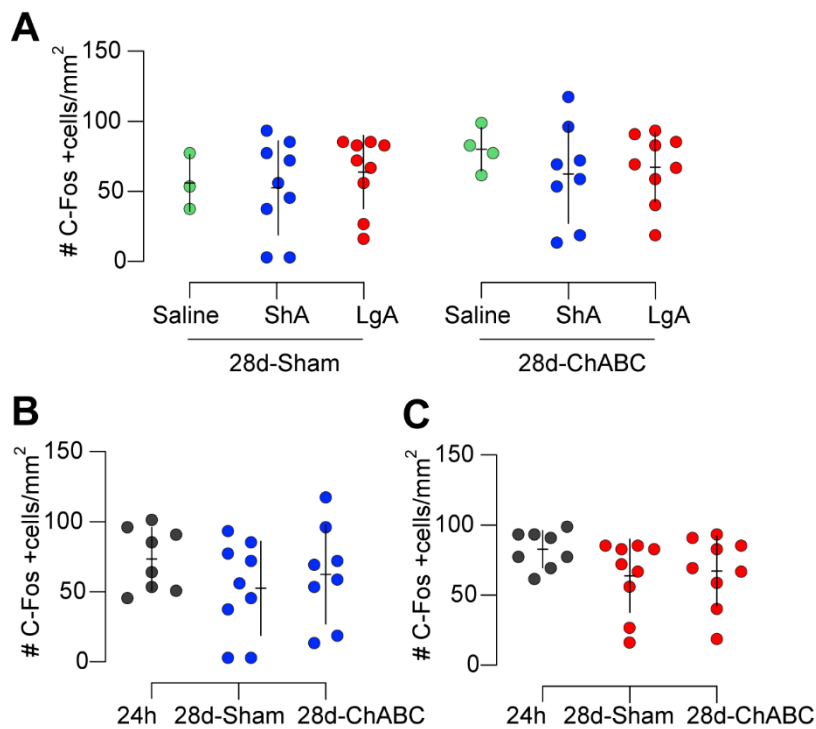 A
# C-Fos +cells/mm²
150
100
50
0
Saline ShA LgA Saline ShA LgA
28d-Sham 28d-ChABC
B
# C-Fos +cells/mm²
150
100
50
0
24h 28d-Sham 28d-ChABC
C
# C-Fos +cells/mm²
150
100
50
0
24h 28d-Sham 28d-ChABC